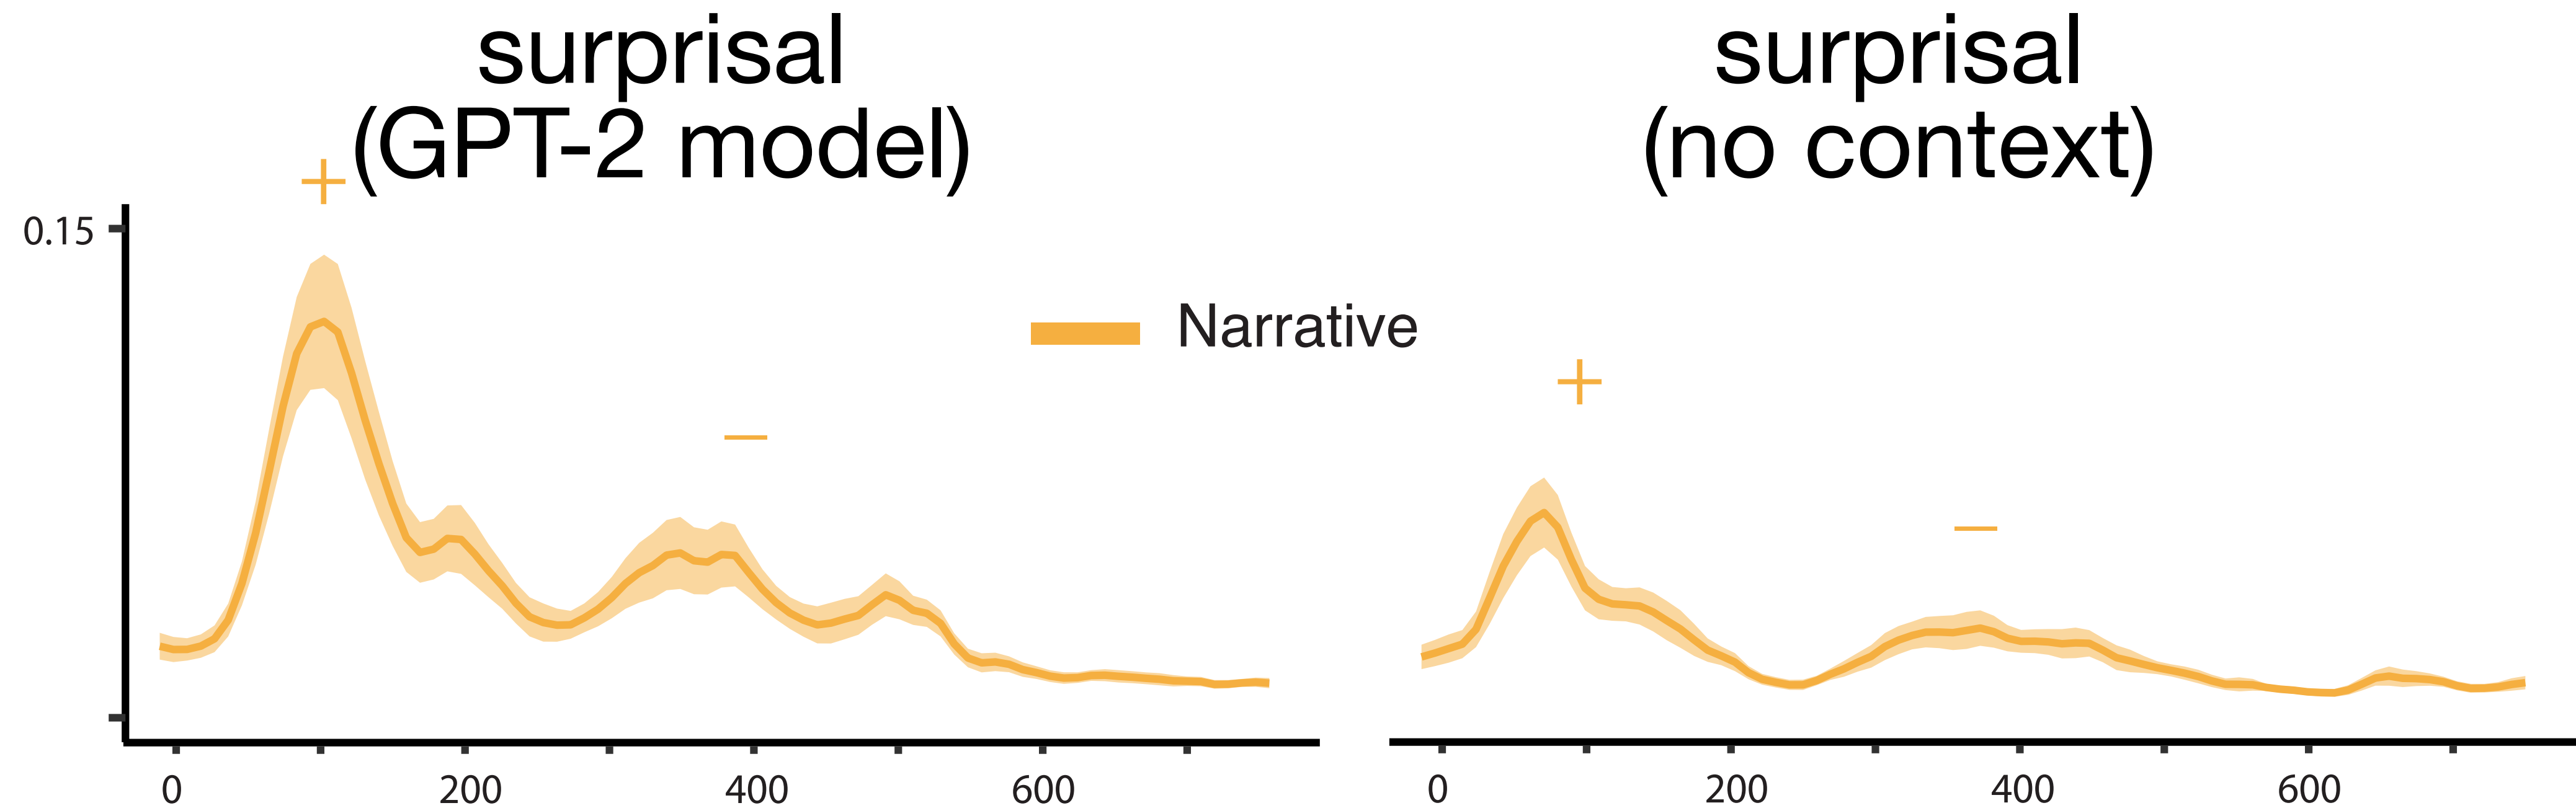 surprisal
(GPT-2 model)
surprisal
(no context)
+
0.15
Narrative
+
—
—
0 200 400 600
0 200 400 600